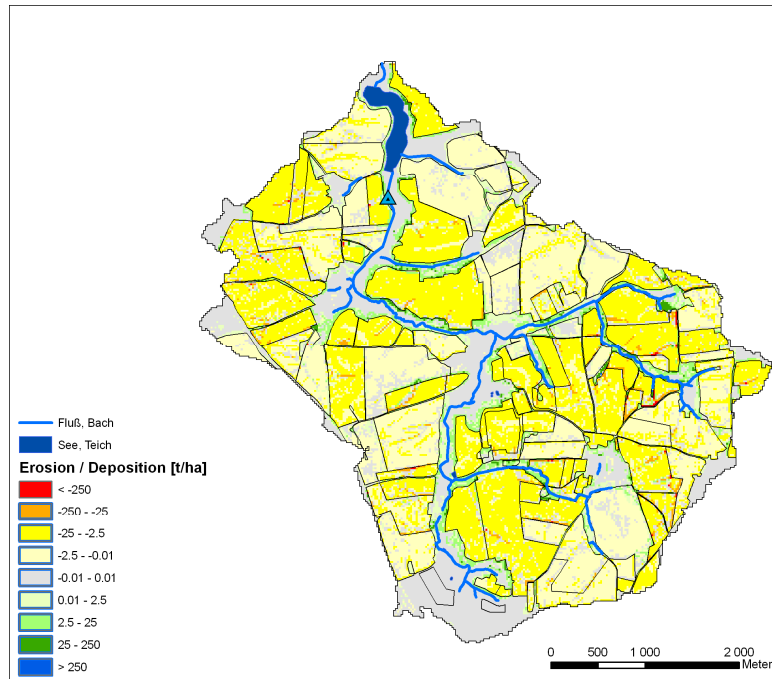 Fluß, Bach
See, Teich
Erosion / Deposition [t/ha]
< -250
-250 - -25
-25 - -2.5
-2.5 - -0.01
-0.01 - 0.01
0.01 - 2.5
2.5 - 25
25 - 250
> 250
0 500 1 000 2 000
Meter